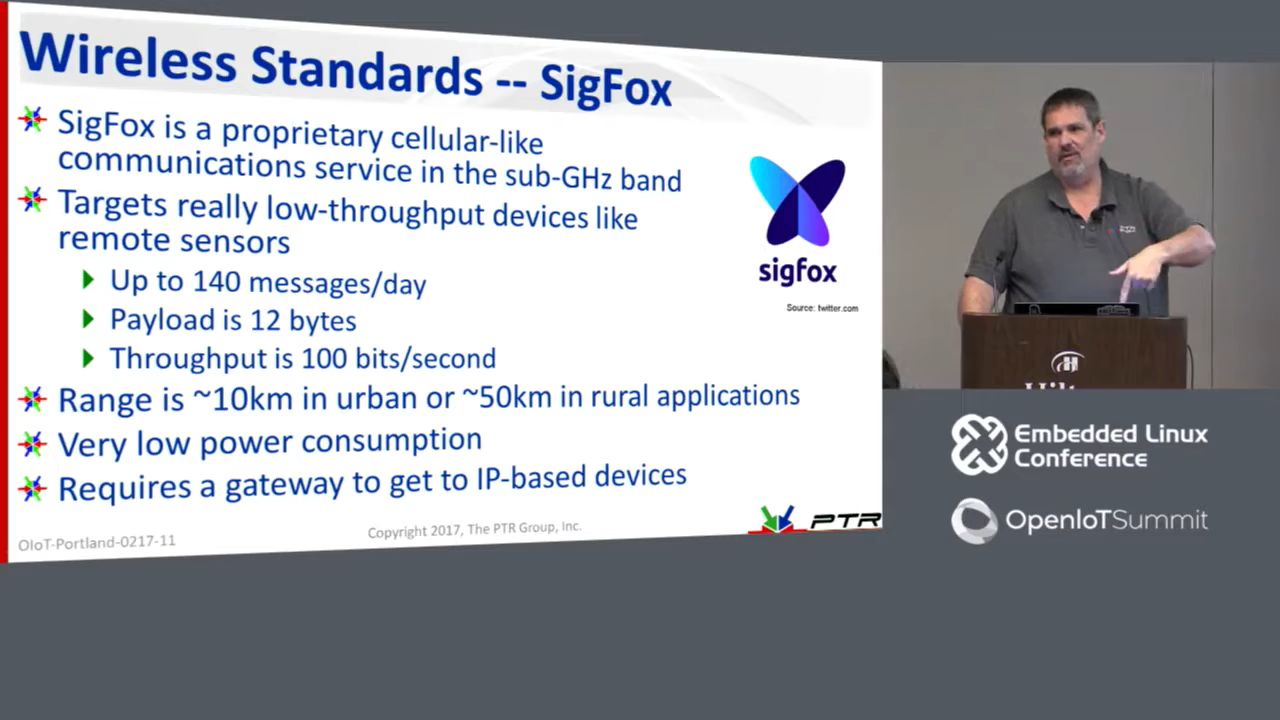 Wireless Standards -- SigFox
SigFox is a proprietary cellular-like
communications service in the sub-GHz band
Targets really low-throughput devices like
remote sensors
Up to 140 messages/day
Payload is 12 bytes
Throughput is 100 bits/second
Range is ~10km in urban or ~50km in rural applications
Very low power consumption
Requires a gateway to get to IP-based devices
sigfox
Source: twitter.com
OIoT-Portland-0217-11
Copyright 2017, The PTR Group, Inc.
PTR
Embedded Linux
Conference
OpenIoTSummit